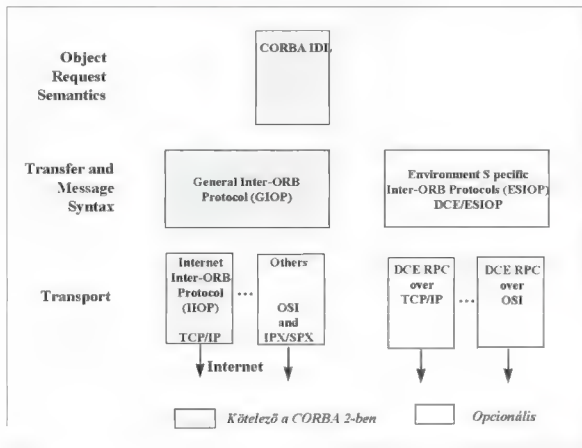 Object
Request
Semantics
CORBA IDL
Transfer and
Message
Syntax
General Inter-ORB
Protocol (GIOP)
Environment S pecific
Inter-ORB Protocols (ESIOP)
DCE/ESIOP
Transport
Internet
Inter-ORB
Protocol
(IIOP)
TCP/IP
...
Others
OSI
and
IPX/SPX
DCE RPC
over
TCP/IP
...
DCE RPC
over
OSI
Internet
Kötelező a CORBA 2-ben
Opcionális